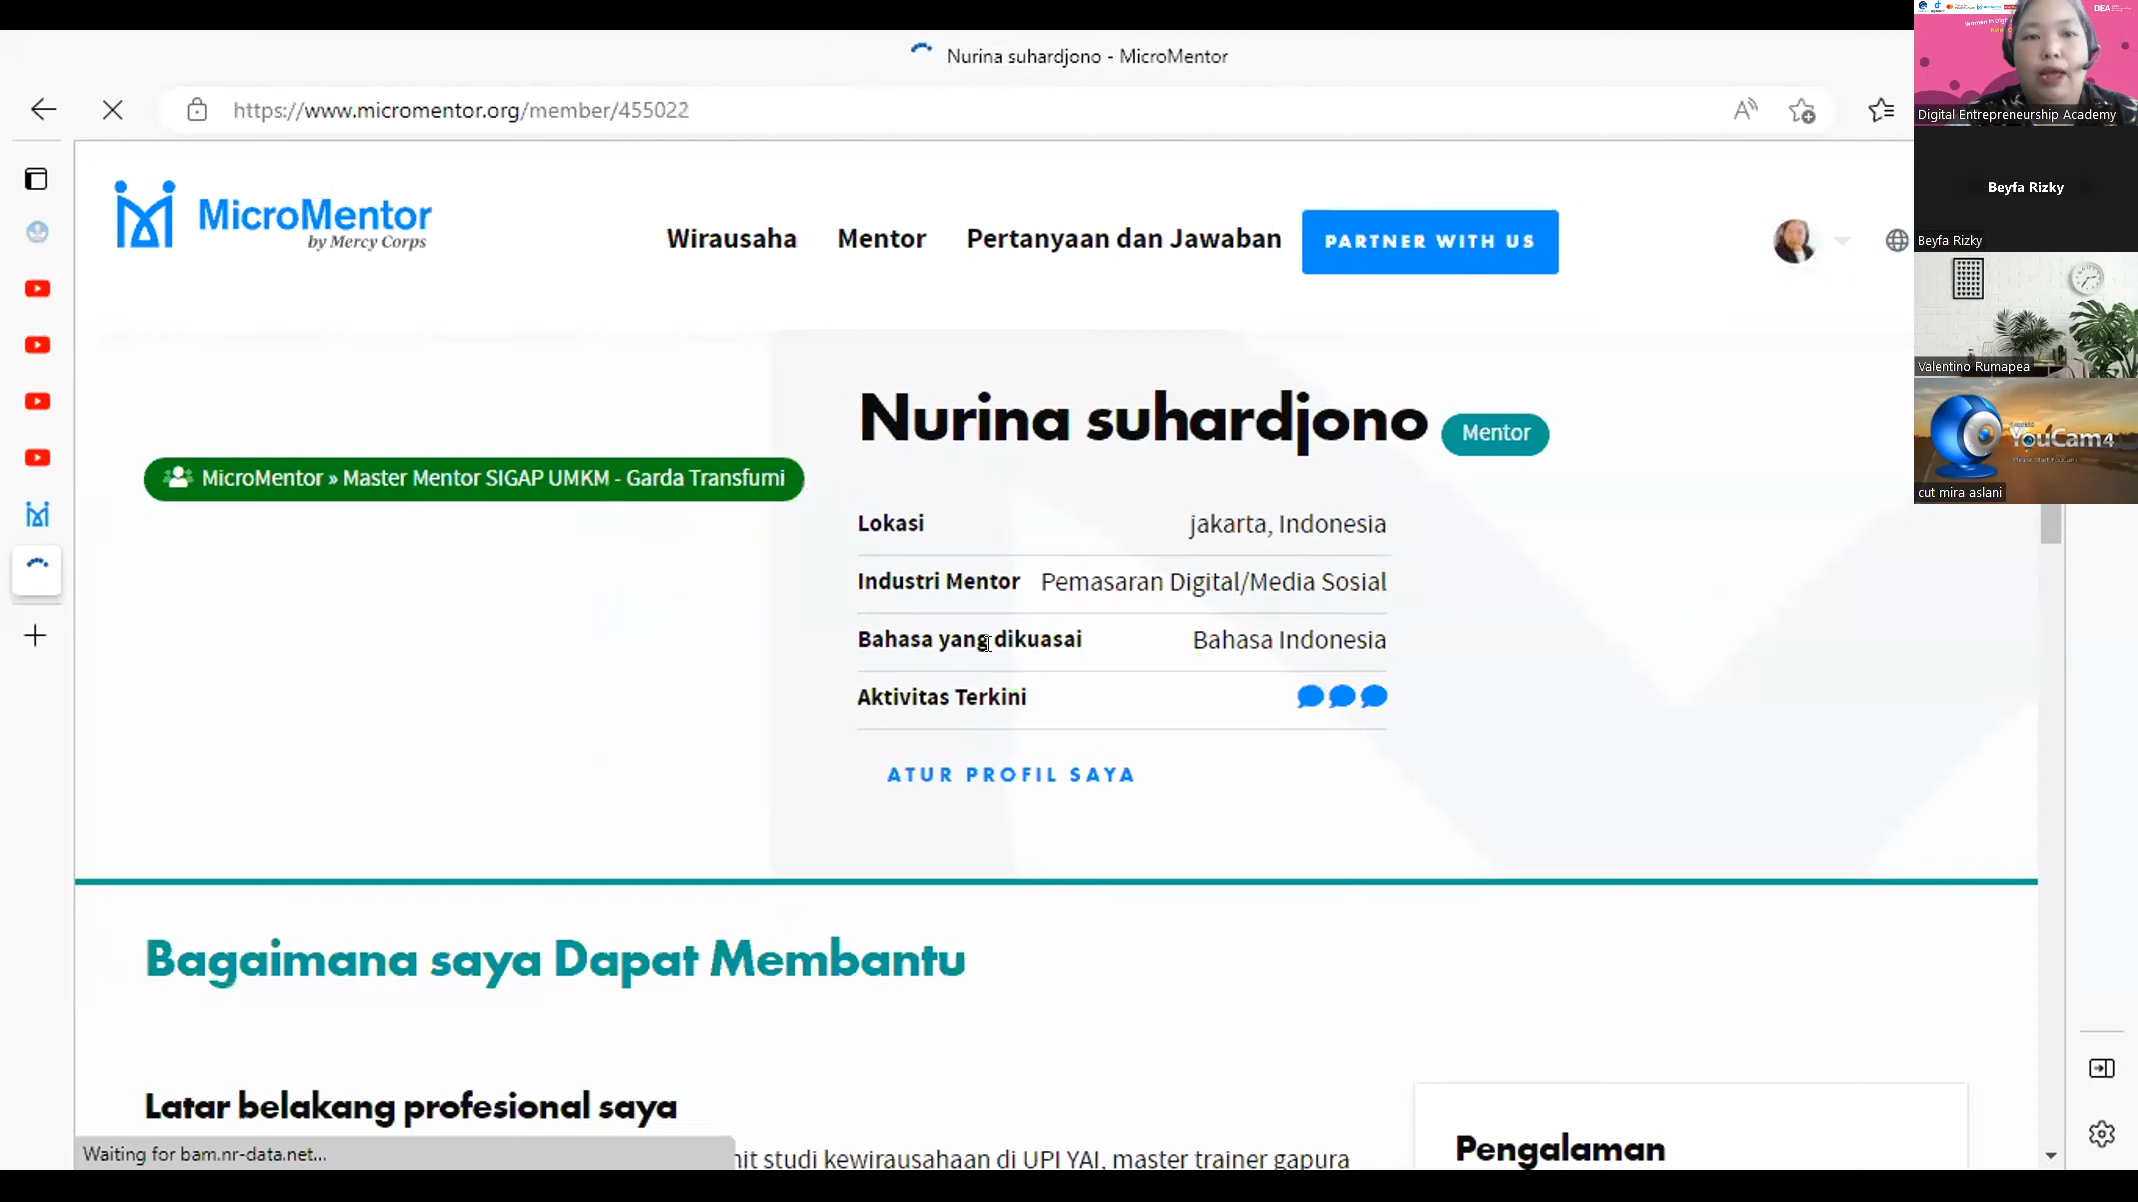 Nurina suhardjono - MicroMentor
https://www.micromentor.org/member/455022
MicroMentor
by Mercy Corps
Wirausaha
Mentor
Pertanyaan dan Jawaban
PARTNER WITH US
Nurina suhardjono
Mentor
MicroMentor » Master Mentor SIGAP UMKM - Garda Transfumi
Lokasi jakarta, Indonesia
Industri Mentor Pemasaran Digital/Media Sosial
Bahasa yang dikuasai Bahasa Indonesia
Aktivitas Terkini
ATUR PROFIL SAYA
Bagaimana saya Dapat Membantu
Latar belakang profesional saya
studi kewirausahaan di UPI YAI, master trainer gapura
Pengalaman
Waiting for bam.nr-data.net...
DEA
Digital Entrepreneurship Academy
Beyfa Rizky
Beyfa Rizky
Valentino Rumapea
YouCam 4
cut mira aslani